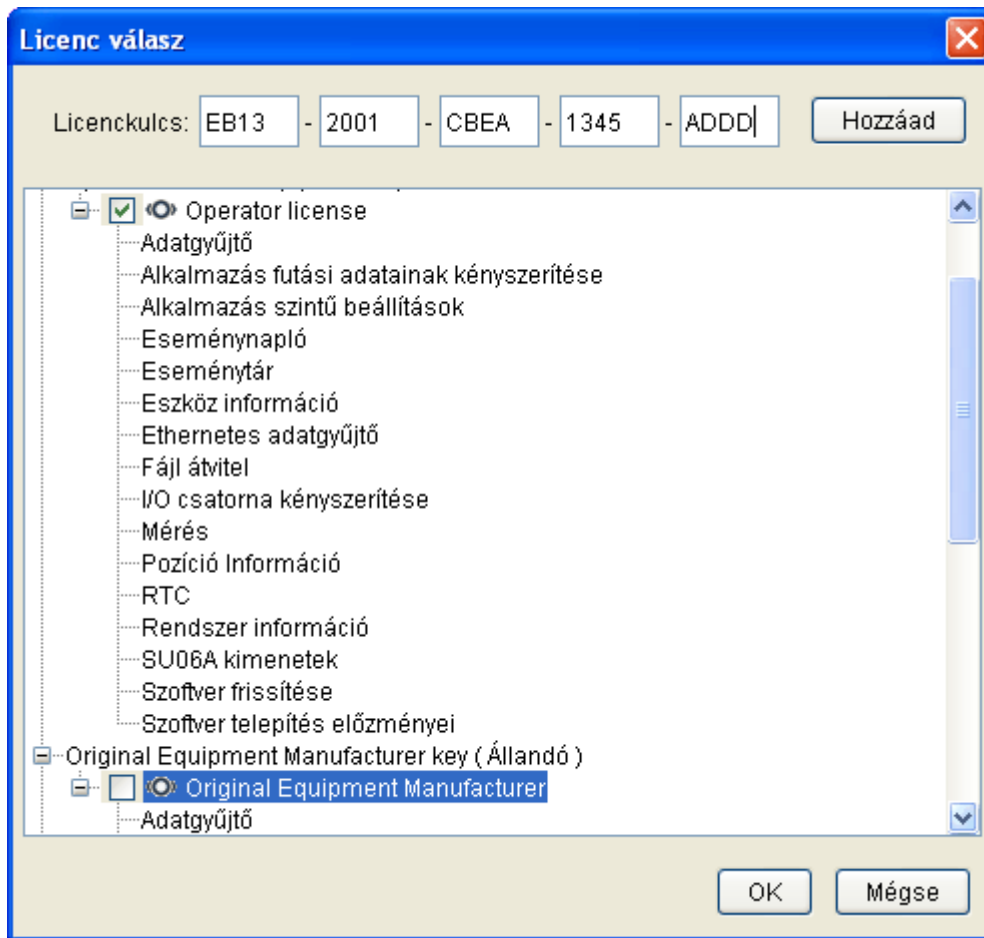 Licenc válasz
Licenckulcs: EB13 - 2001 - CBEA - 1345 - ADDD Hozzáad
Operator license
Adatgyűjtő
Alkalmazás futási adatainak kényszerítése
Alkalmazás szintű beállítások
Eseménynapló
Eseménytár
Eszköz információ
Ethernetes adatgyűjtő
Fájl átvitel
I/O csatorna kényszerítése
Mérés
Pozíció Információ
RTC
Rendszer információ
SU06A kimenetek
Szoftver frissítése
Szoftver telepítés előzményei
Original Equipment Manufacturer key ( Állandó )
Original Equipment Manufacturer
Adatgyűjtő
OK Mégse